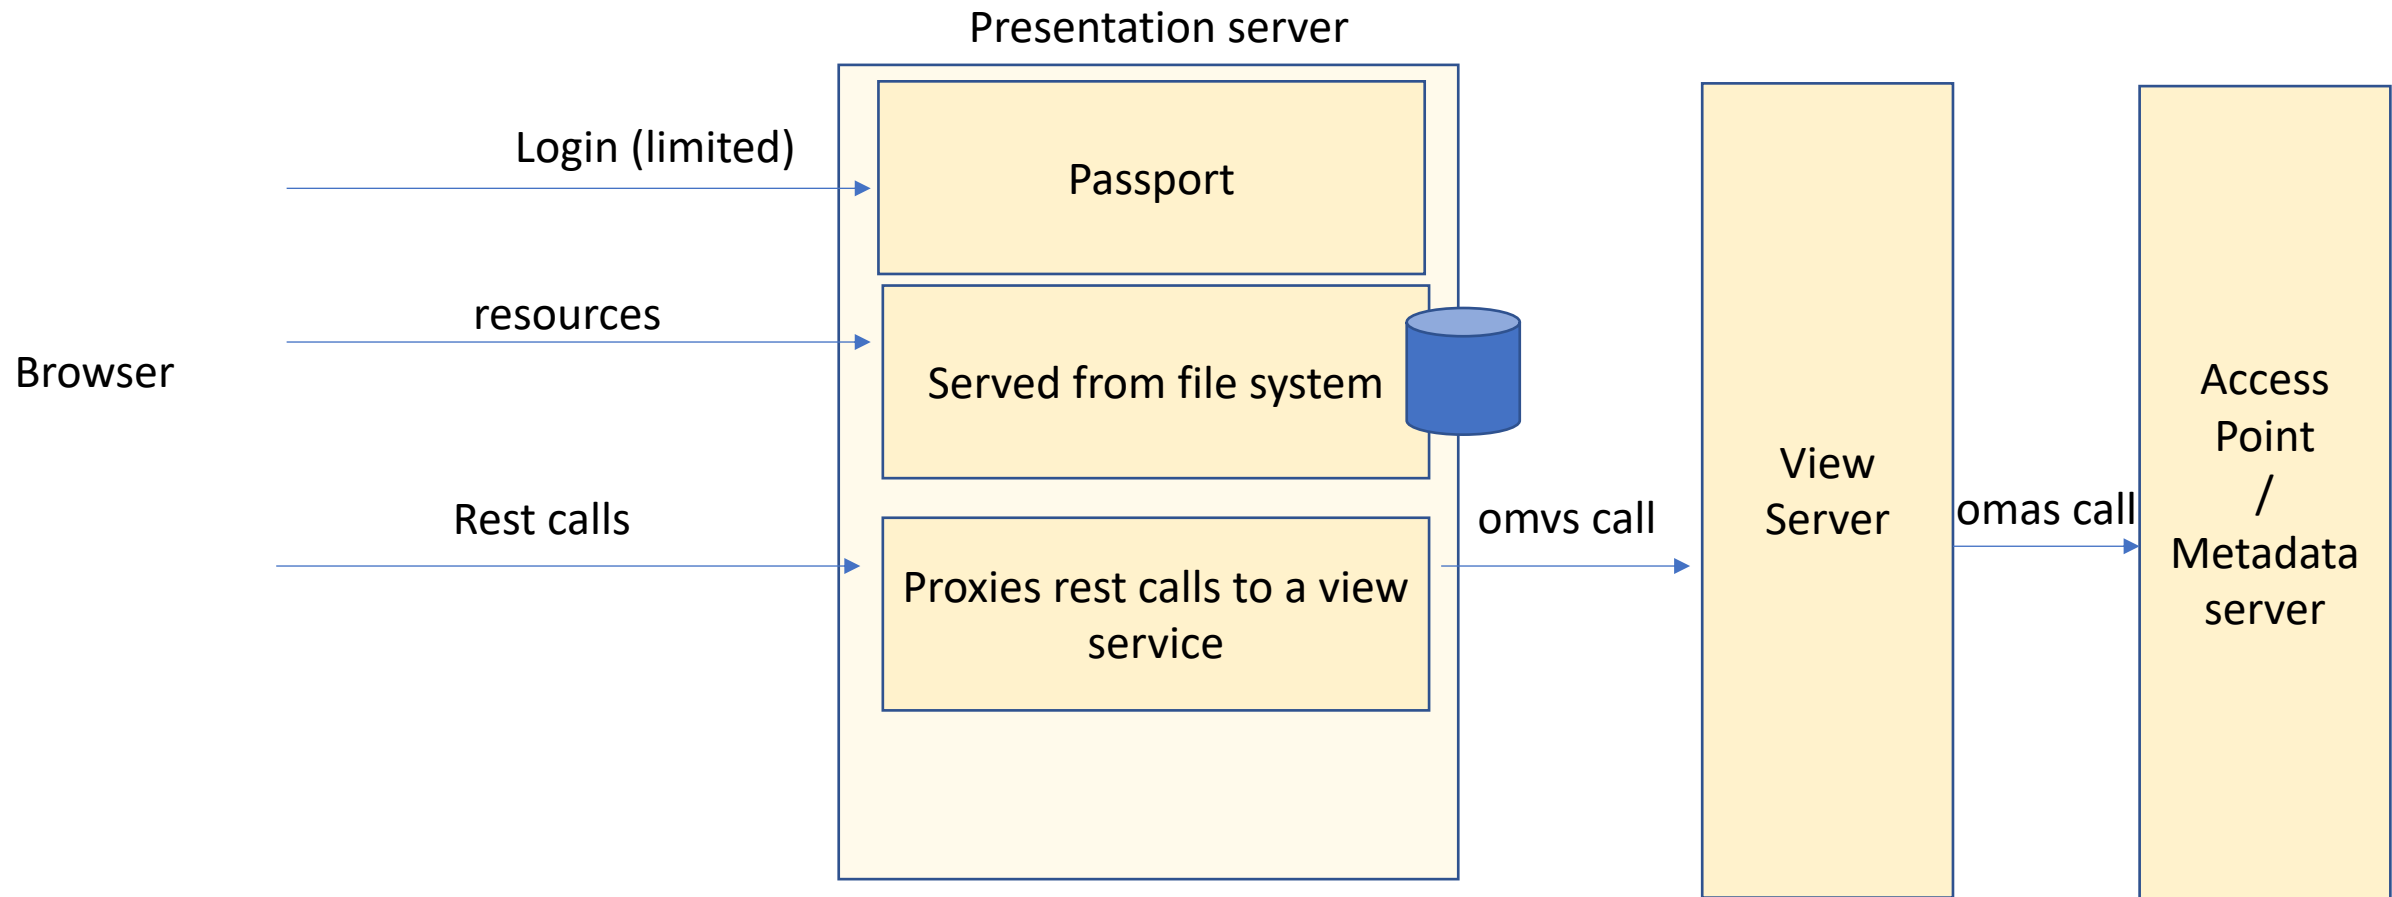 Presentation server
Login (limited)
Passport
resources
Browser
Served from file system
Rest calls
Proxies rest calls to a view
service
omvs call
View
Server
omas call
Access
Point
/
Metadata
server